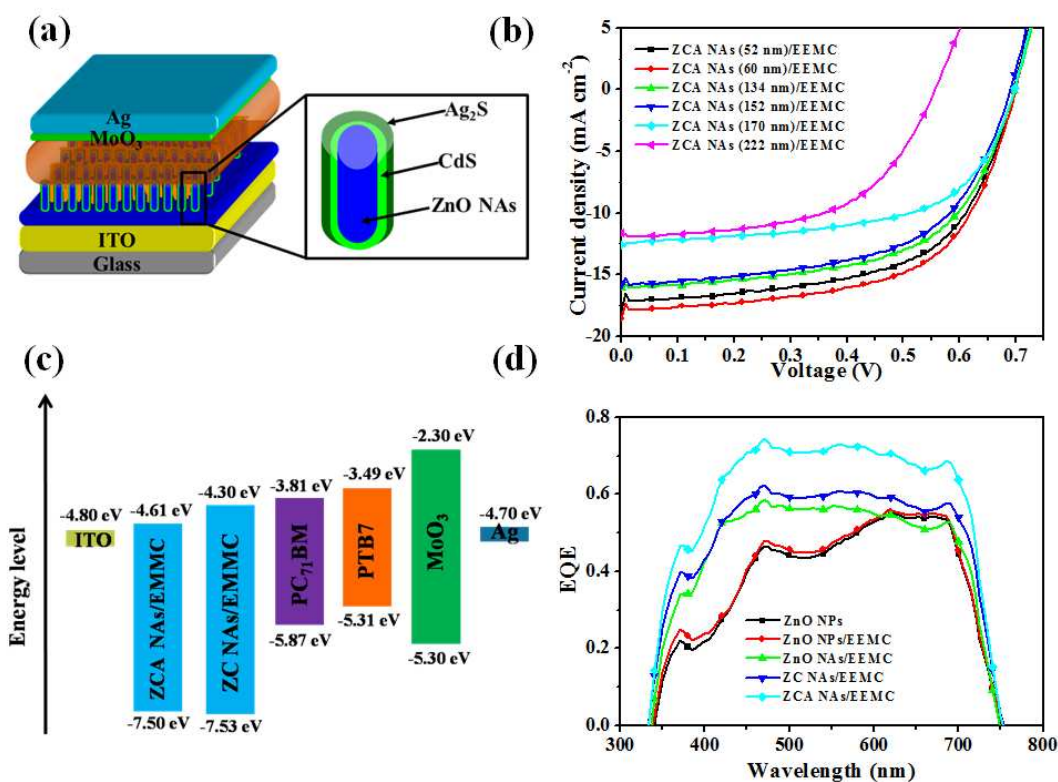 (a)
Ag
MoO3
ITO
Glass
Ag2S
CdS
ZnO NAs
(b)
Current density (mA cm-2)
5
0
-5
-10
-15
-20
0.0 0.1 0.2 0.3 0.4 0.5 0.6 0.7
Voltage (V)
ZCA NAs (52 nm)/EEMC
ZCA NAs (60 nm)/EEMC
ZCA NAs (134 nm)/EEMC
ZCA NAs (152 nm)/EEMC
ZCA NAs (170 nm)/EEMC
ZCA NAs (222 nm)/EEMC
(c)
Energy level
-4.80 eV
ITO
-4.61 eV
ZCA NAs/EMMC
-7.50 eV
-4.30 eV
ZC NAs/EMMC
-7.53 eV
-3.81 eV
PC71BM
-5.87 eV
-3.49 eV
PTB7
-5.31 eV
-2.30 eV
MoO3
-5.30 eV
-4.70 eV
Ag
(d)
EQE
0.8
0.6
0.4
0.2
0.0
300 400 500 600 700 800
Wavelength (nm)
ZnO NPs
ZnO NPs/EEMC
ZnO NAs/EEMC
ZC NAs/EEMC
ZCA NAs/EEMC